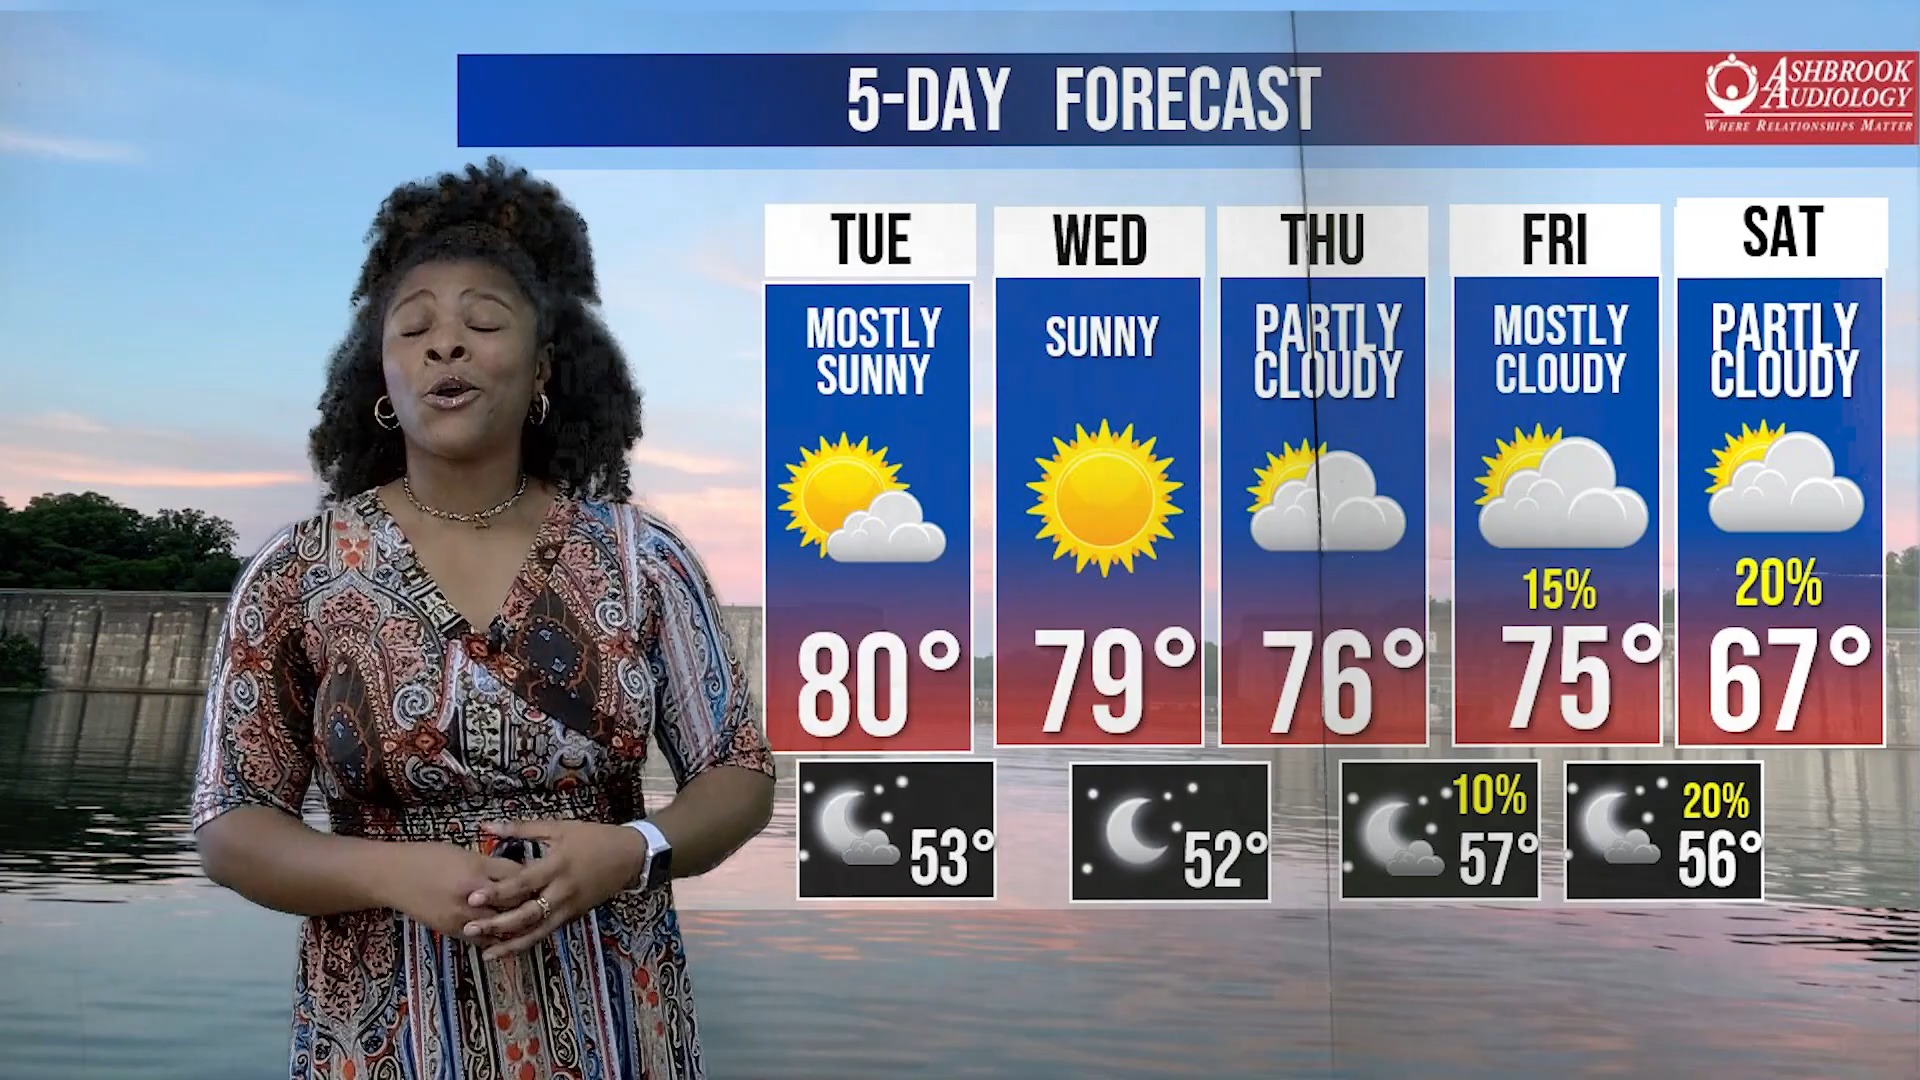 5-DAY FORECAST
ASHBROOK
AUDIOLOGY
WHERE RELATIONSHIPS MATTER
TUE
MOSTLY
SUNNY
80°
WED
SUNNY
79°
THU
PARTLY
CLOUDY
76°
FRI
MOSTLY
CLOUDY
15%
75°
SAT
PARTLY
CLOUDY
20%
67°
53°
52°
10%
57°
20%
56°